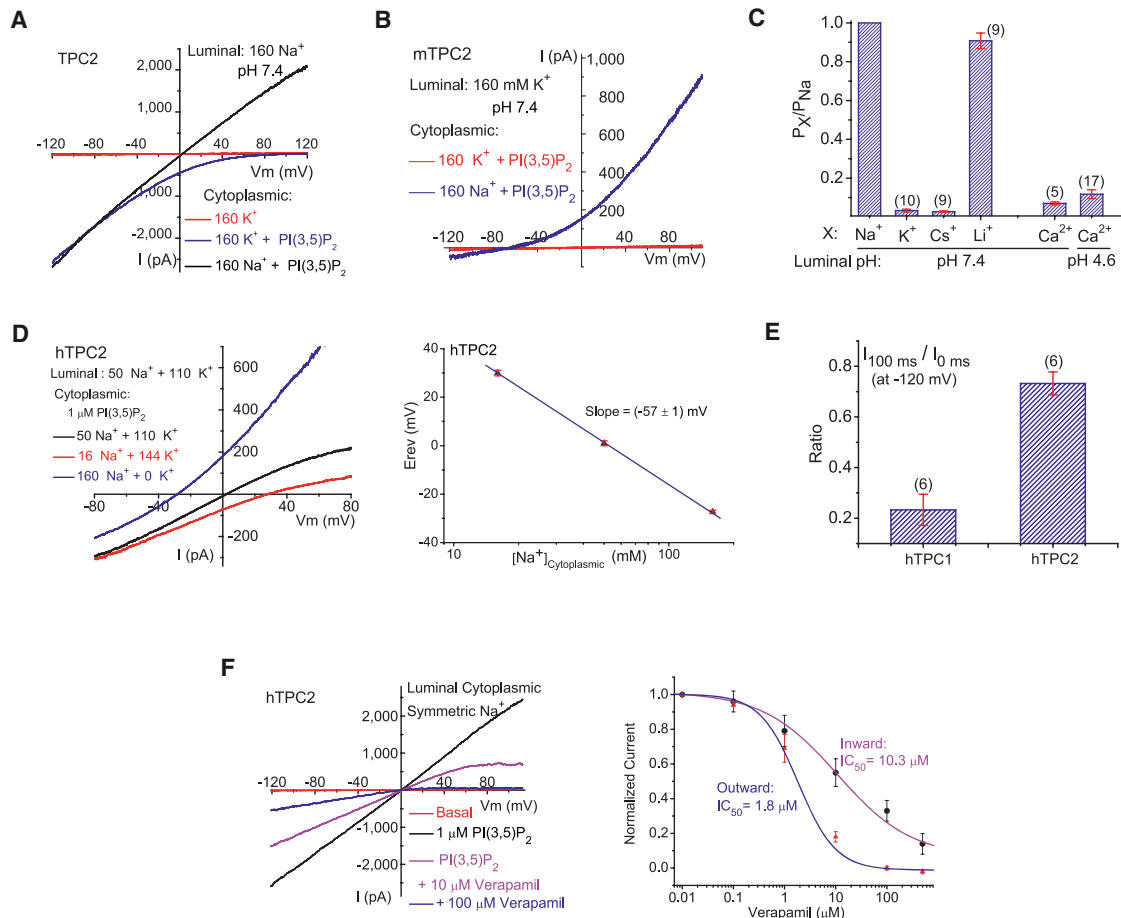 A
TPC2
Luminal: 160 Na⁺
pH 7.4
2,000
1,000
-120 -80 -40 0 40 80 120
Vm (mV)
-1,000
-2,000
I (pA)
Cytoplasmic:
160 K⁺
160 K⁺ + PI(3,5)P₂
160 Na⁺ + PI(3,5)P₂
B
mTPC2
I (pA)
Luminal: 160 mM K⁺
pH 7.4
Cytoplasmic:
160 K⁺ + PI(3,5)P₂
160 Na⁺ + PI(3,5)P₂
1,000
800
600
400
200
-120 -80 -40 0 40 80
Vm (mV)
C
Pₓ/P_Na
1.0
0.8
0.6
0.4
0.2
(10) (9) (9) (5) (17)
X: Na⁺ K⁺ Cs⁺ Li⁺ Ca²⁺ Ca²⁺
Luminal pH: pH 7.4 pH 4.6
D
hTPC2
Luminal : 50 Na⁺ + 110 K⁺
Cytoplasmic:
1 μM PI(3,5)P₂
50 Na⁺ + 110 K⁺
16 Na⁺ + 144 K⁺
160 Na⁺ + 0 K⁺
600
400
200
-80 -40 0 40 80
Vm (mV)
-200
I (pA)
hTPC2
Slope = (-57 ± 1) mV
Erev (mV)
40
20
0
-20
-40
10 100
[Na⁺]Cytoplasmic (mM)
E
I₁₀₀ ms / I₀ ms
(at -120 mV)
Ratio
0.8
0.6
0.4
0.2
(6) (6)
hTPC1 hTPC2
F
hTPC2
Luminal Cytoplasmic
Symmetric Na⁺
2,000
1,000
-120 -80 -40 0 40 80
Vm (mV)
-1,000
-2,000
I (pA)
Basal
1 μM PI(3,5)P₂
PI(3,5)P₂
+ 10 μM Verapamil
+ 100 μM Verapamil
Normalized Current
1.0
0.8
0.6
0.4
0.2
0.0
Inward:
IC₅₀= 10.3 μM
Outward:
IC₅₀= 1.8 μM
0.01 0.1 1 10 100
Verapamil (μM)